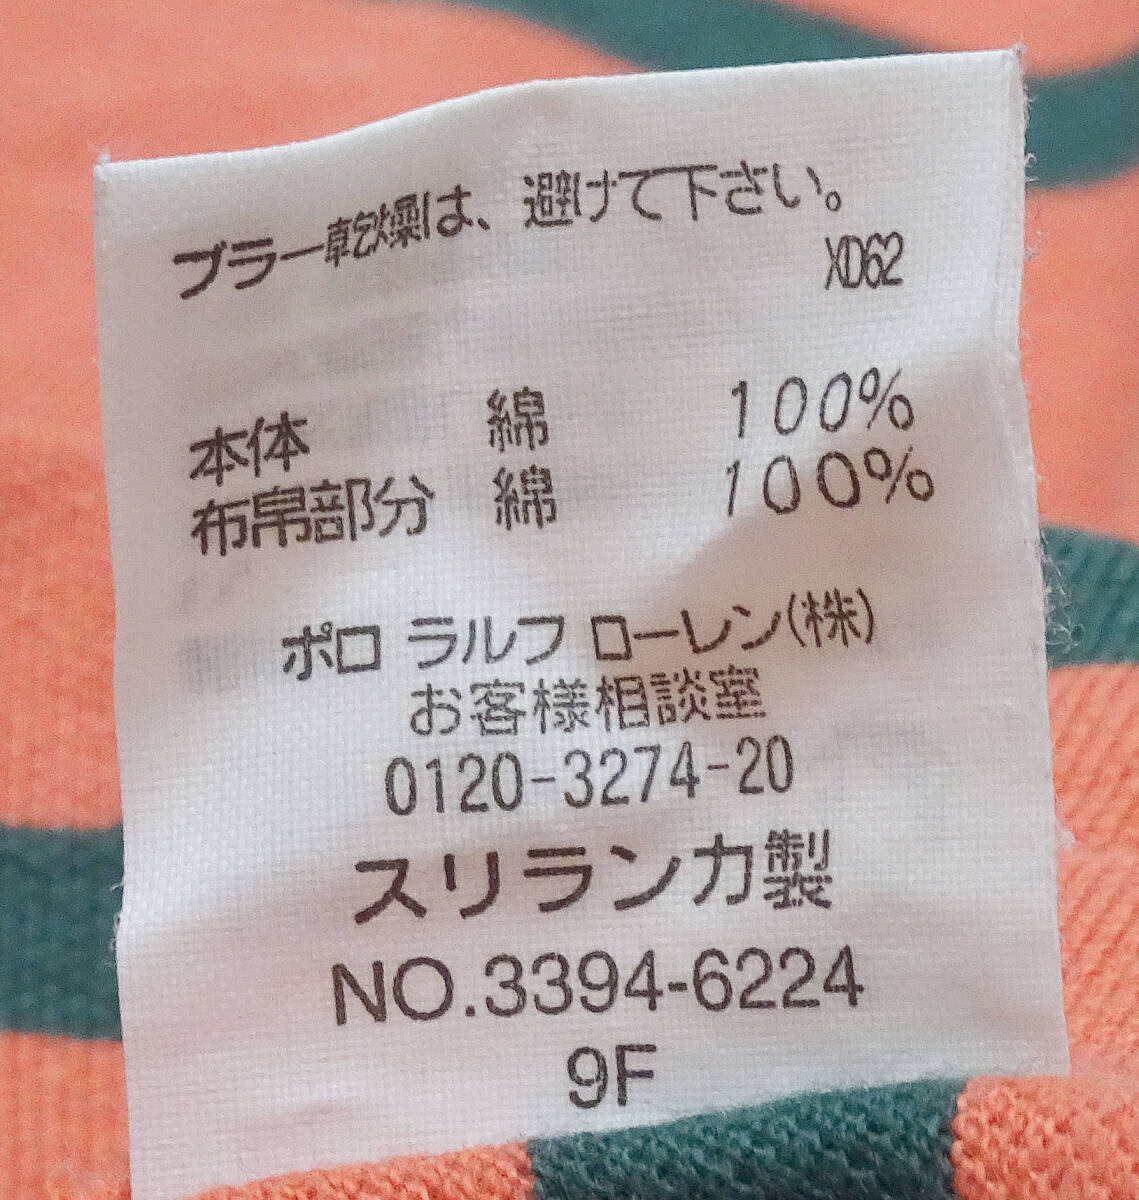 ブラー乾燥は、避けて下さい。
XD62
本体 綿 100%
布帛部分 綿 100%
ポロ ラルフ ローレン(株)
お客様相談室
0120-3274-20
スリランカ製
NO.3394-6224
9F